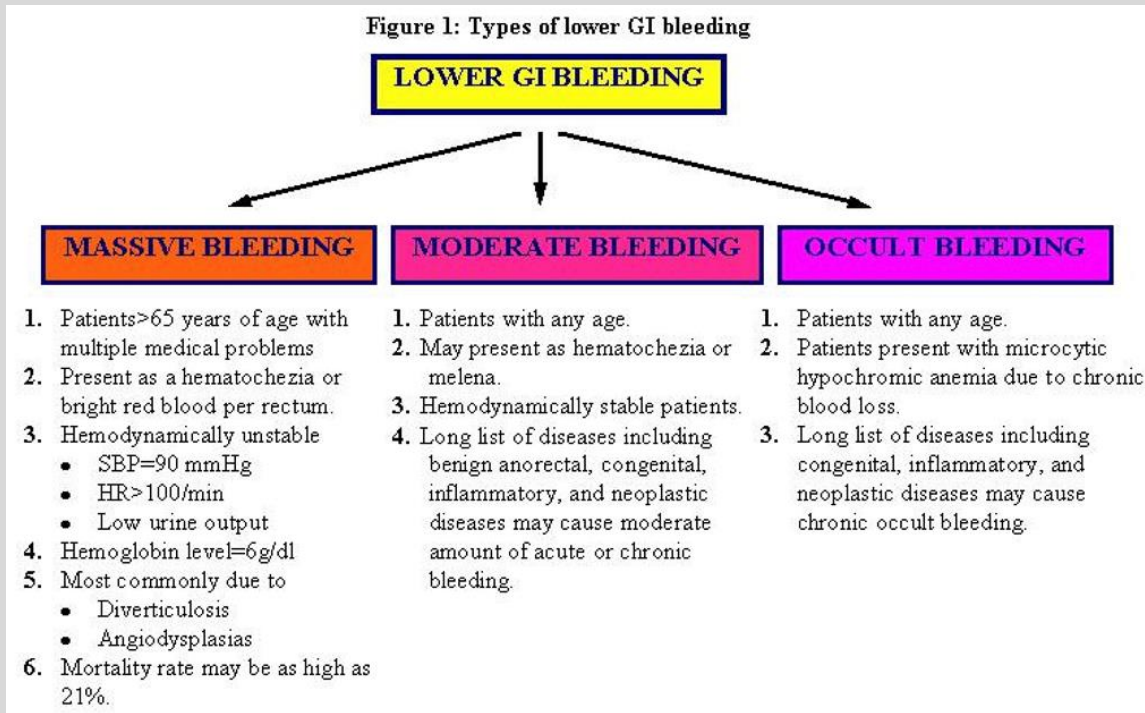 Figure 1: Types of lower GI bleeding
LOWER GI BLEEDING
MASSIVE BLEEDING
1. Patients>65 years of age with
multiple medical problems
2. Present as a hematochezia or
bright red blood per rectum.
3. Hemodynamically unstable
• SBP=90 mmHg
• HR>100/min
• Low urine output
4. Hemoglobin level=6g/dl
5. Most commonly due to
• Diverticulosis
• Angiodysplasias
6. Mortality rate may be as high as
21%.
MODERATE BLEEDING
1. Patients with any age.
2. May present as hematochezia or
melena.
3. Hemodynamically stable patients.
4. Long list of diseases including
benign anorectal, congenital,
inflammatory, and neoplastic
diseases may cause moderate
amount of acute or chronic
bleeding.
OCCULT BLEEDING
1. Patients with any age.
2. Patients present with microcytic
hypochromic anemia due to chronic
blood loss.
3. Long list of diseases including
congenital, inflammatory, and
neoplastic diseases may cause
chronic occult bleeding.